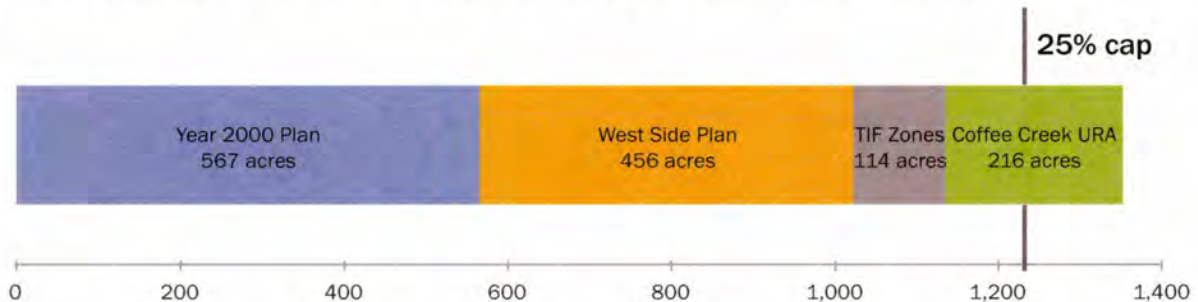 25% cap
Year 2000 Plan
567 acres
West Side Plan
456 acres
TIF Zones
114 acres
Coffee Creek URA
216 acres
0 200 400 600 800 1,000 1,200 1,400